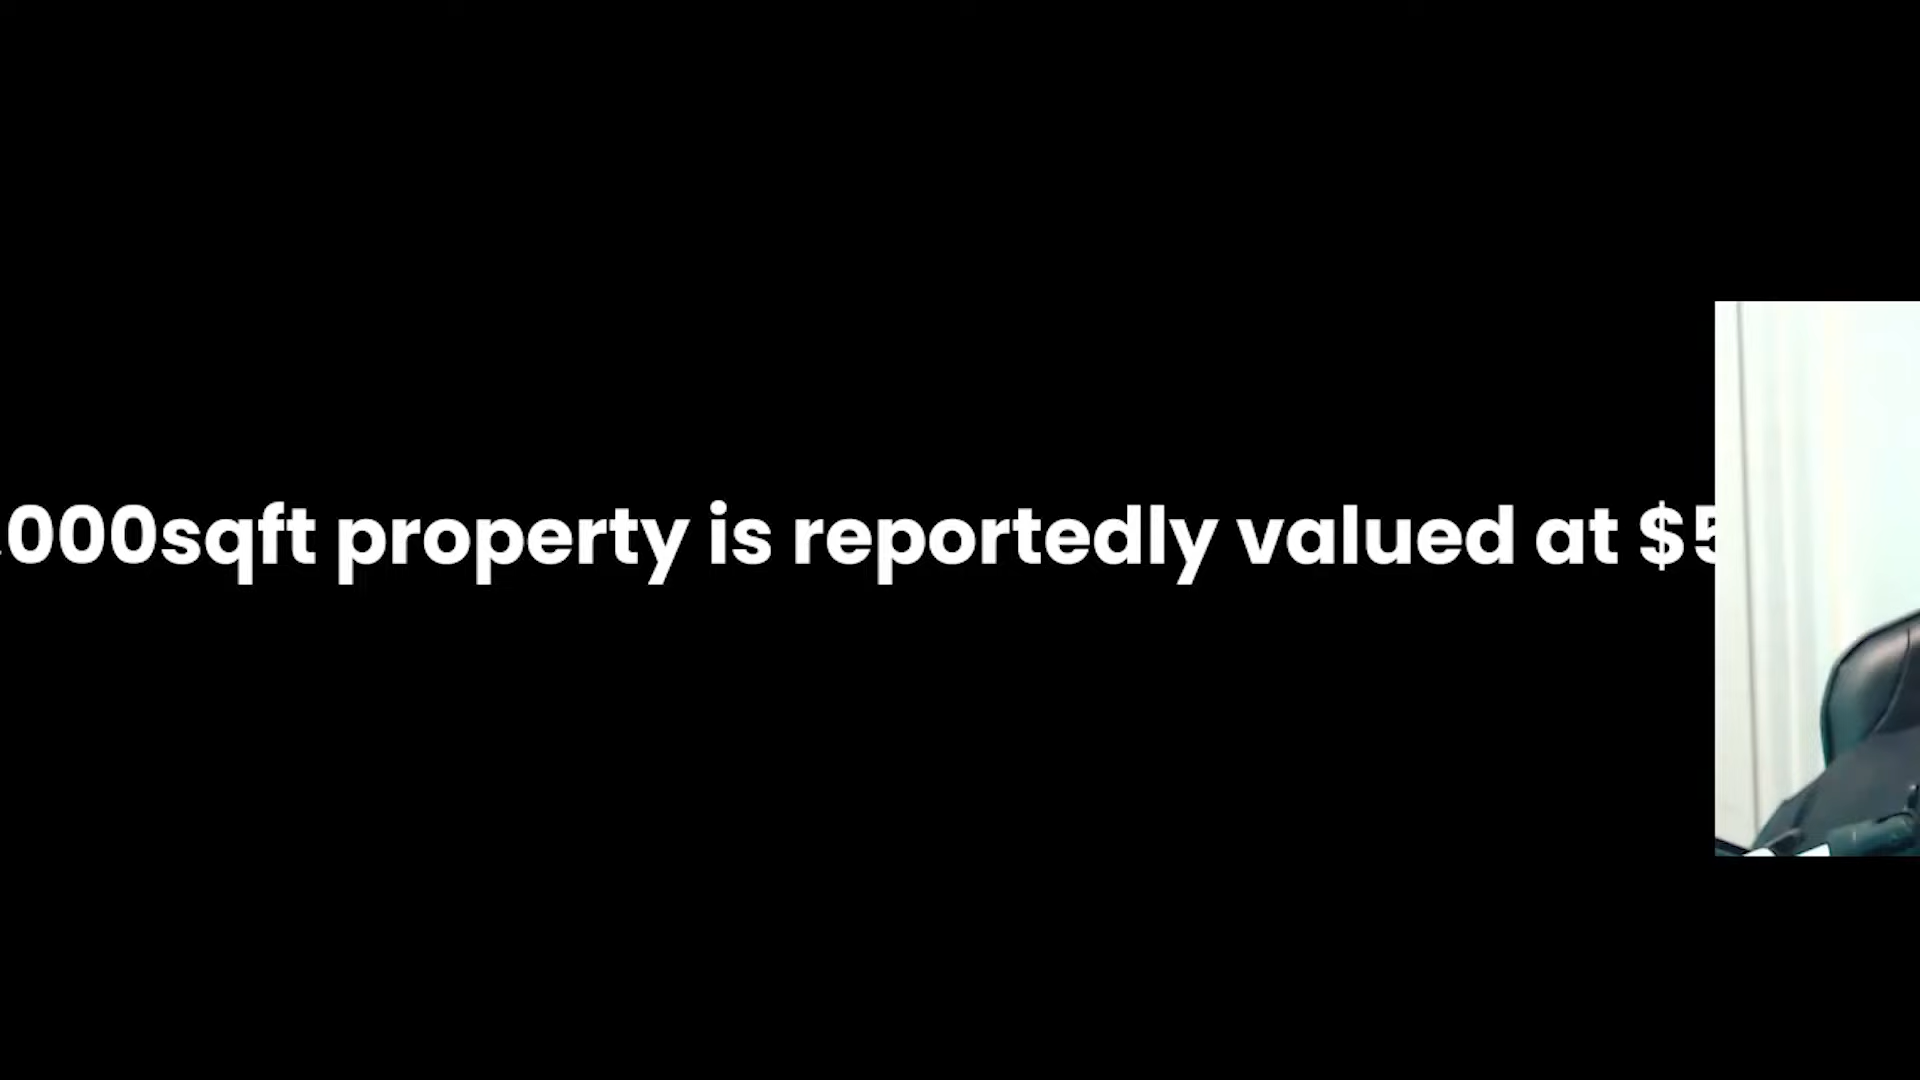 ,000sqft property is reportedly valued at $5